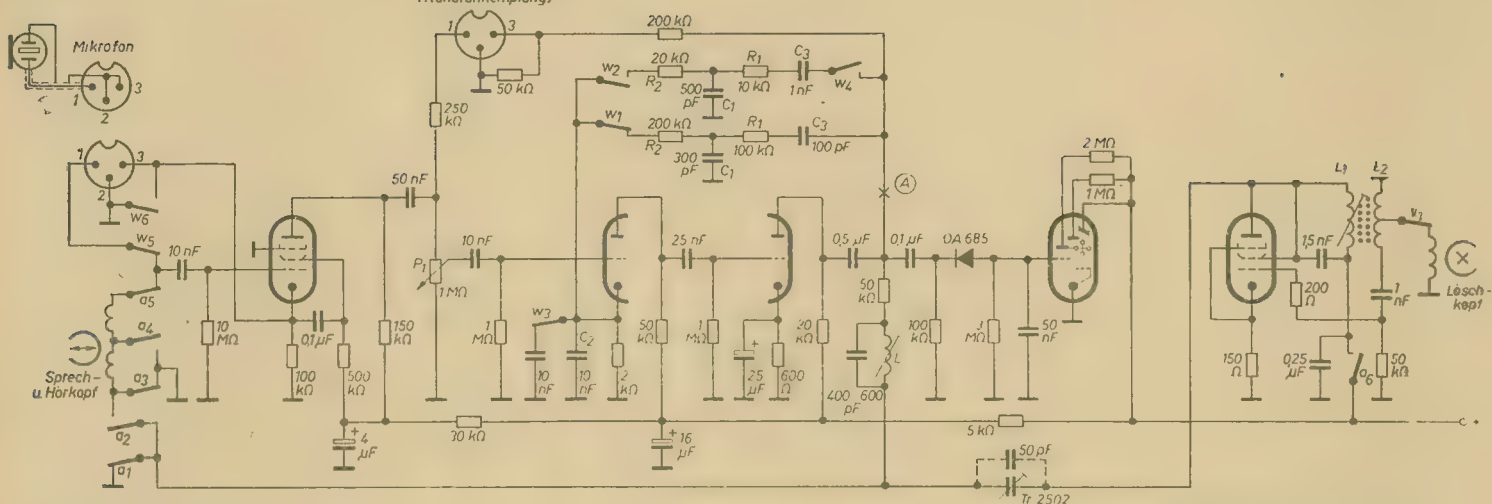 1
3
200 kΩ
Mikrofon
1
3
2
50 kΩ
250
kΩ
w2
20 kΩ
R2
500
pF
C1
R1
10 kΩ
C3
1 nF
w4
w1
200 kΩ
R2
300
pF
C1
R1
100 kΩ
C3
100 pF
A
2 MΩ
1 MΩ
1
3
2
w6
w5
10 nF
a5
a4
a3
Sprech-
u. Hörkopf
a2
a1
10
MΩ
0,1 µF
100
kΩ
500
kΩ
150
kΩ
50 nF
P1
1 MΩ
10 nF
1
MΩ
w3
10
nF
C2
10
nF
2
kΩ
50
kΩ
25 nF
1
MΩ
+
25
µF
600
Ω
20
kΩ
0,5 µF
0,1 µF
OA 685
50
kΩ
L
400 600
pF
100
kΩ
MΩ
50
nF
L1
L2
1,5 nF
200
Ω
1
nF
Lösch-
kopf
150
Ω
0,25
µF
a6
50
kΩ
+
4
µF
+
16
µF
5 kΩ
50 pF
Tr 2502